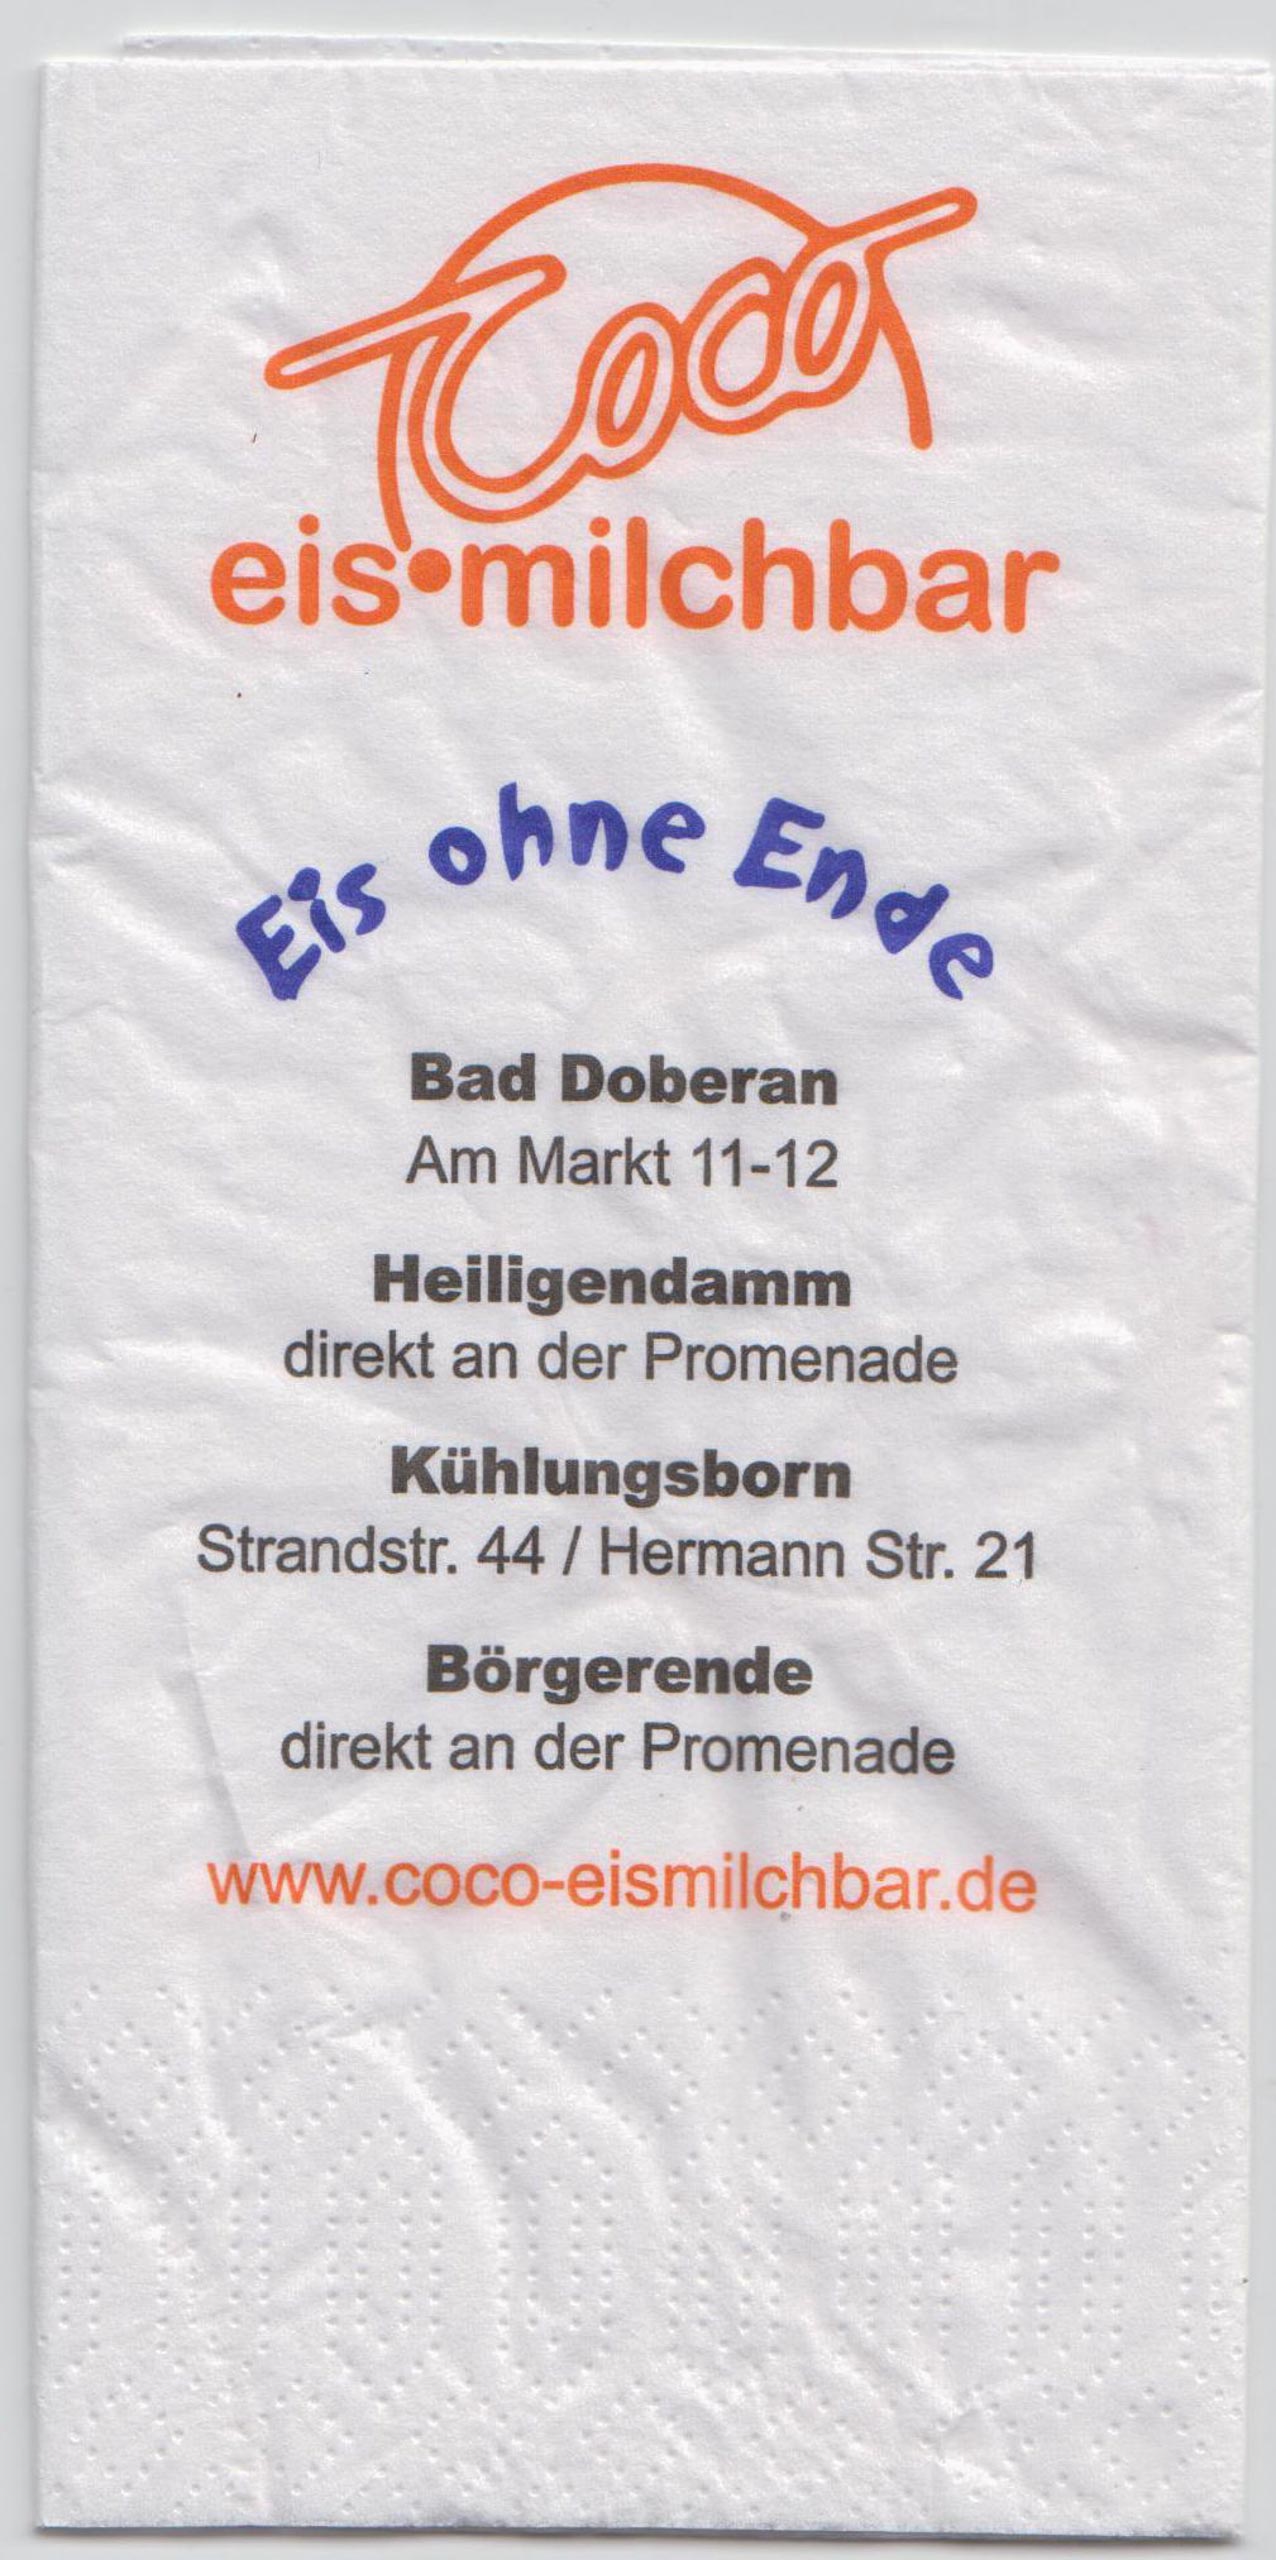 Coco
eis•milchbar
Eis ohne Ende
Bad Doberan
Am Markt 11-12
Heiligendamm
direkt an der Promenade
Kühlungsborn
Strandstr. 44 / Hermann Str. 21
Börgerende
direkt an der Promenade
www.coco-eismilchbar.de